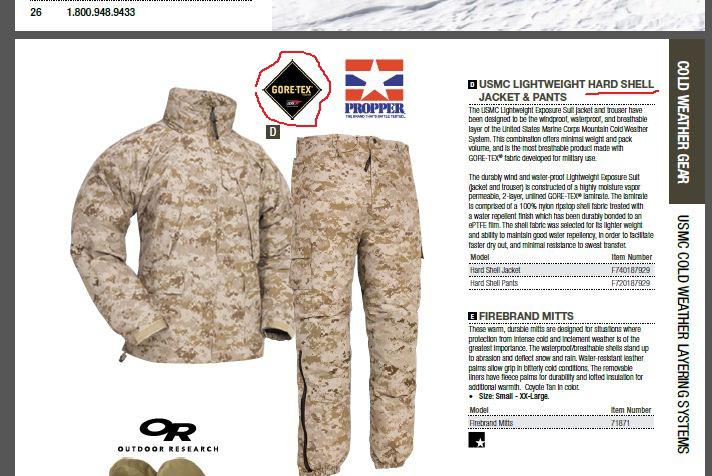 26 1.800.948.9433
GORE-TEX
PROPPER
THE BRAND THAT'S BATTLE TESTED.
D
D USMC LIGHTWEIGHT HARD SHELL
JACKET & PANTS
The USMC Lightweight Exposure Suit jacket and trouser have
been designed to be the windproof, waterproof, and breathable
layer of the United States Marine Corps Mountain Cold Weather
System. This combination offers minimal weight and pack
volume, and is the most breathable product made with
GORE-TEX® fabric developed for military use.
The durably wind and water-proof Lightweight Exposure Suit
(jacket and trouser) is constructed of a highly moisture vapor
permeable, 2-layer, unlined GORE-TEX® laminate. The laminate
is comprised of a 100% nylon ripstop shell fabric treated with
a water repellent finish which has been durably bonded to an
ePTFE film. The shell fabric was selected for its lighter weight
and ability to maintain good water repellency, in order to facilitate
faster dry out, and minimal resistance to sweat transfer.
Model Item Number
Hard Shell Jacket F740187929
Hard Shell Pants F720187929
E FIREBRAND MITTS
These warm, durable mitts are designed for situations where
protection from intense cold and inclement weather is of the
greatest importance. The waterproof/breathable shells stand up
to abrasion and deflect snow and rain. Water-resistant leather
palms allow grip in bitterly cold conditions. The removable
liners have fleece palms for durability and lofted insulation for
additional warmth. Coyote Tan in color.
• Size: Small - XX-Large.
Model Item Number
Firebrand Mitts 71871
OR
OUTDOOR RESEARCH
COLD WEATHER GEAR
USMC COLD WEATHER LAYERING SYSTEMS